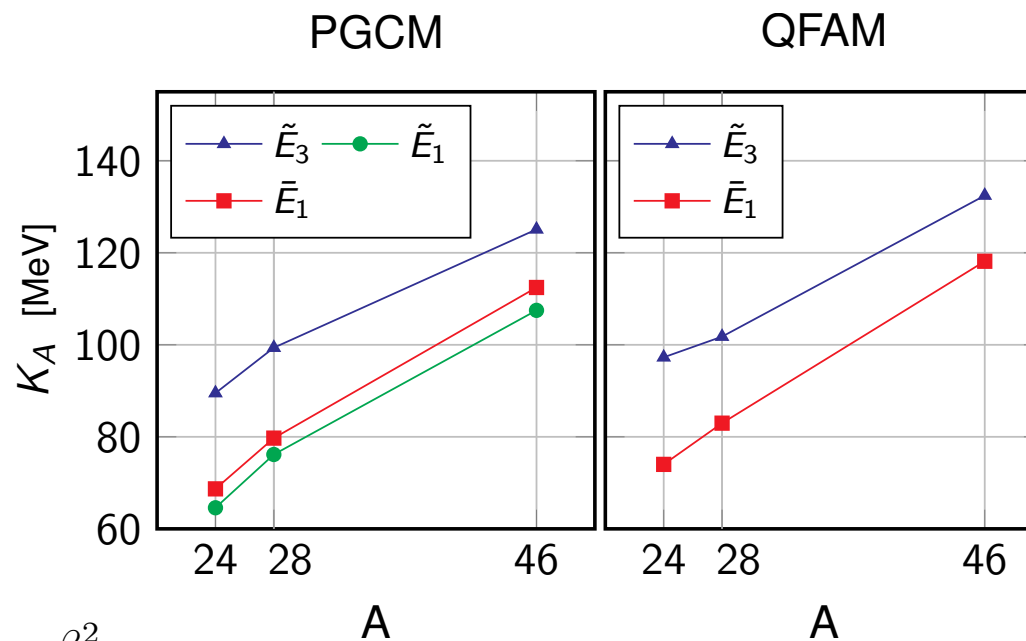 PGCM QFAM
Ẽ₃ Ẽ₁ Ẽ₃
Ē₁ Ē₁
140
120
100
80
60
K_A [MeV]
24 28 46 24 28 46
A A